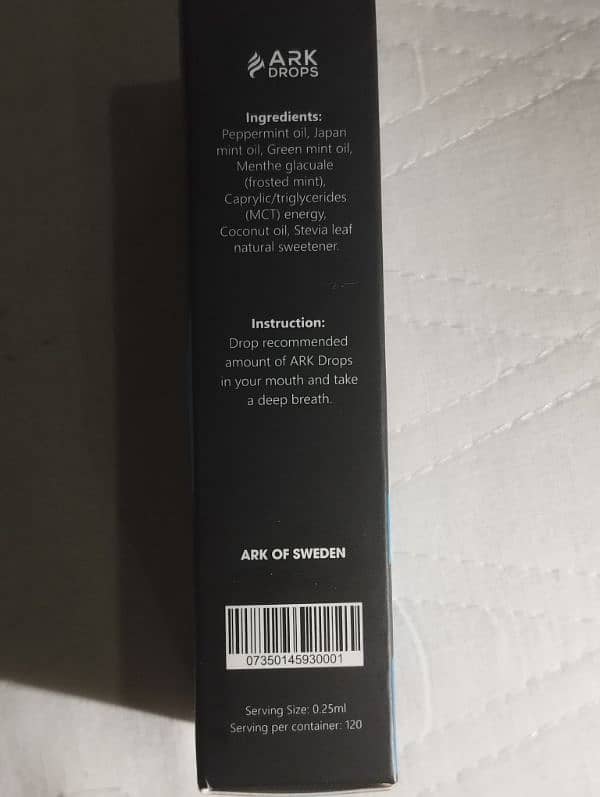 ARK
DROPS
Ingredients:
Peppermint oil, Japan
mint oil, Green mint oil,
Menthe glacuale
(frosted mint),
Caprylic/triglycerides
(MCT) energy,
Coconut oil, Stevia leaf
natural sweetener.
Instruction:
Drop recommended
amount of ARK Drops
in your mouth and take
a deep breath.
ARK OF SWEDEN
07350145930001
Serving Size: 0.25ml
Serving per container: 120